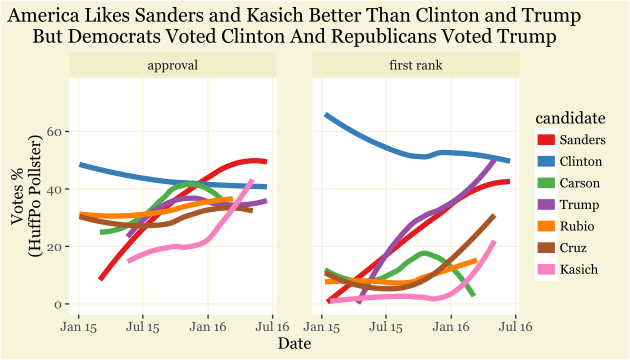 America Likes Sanders and Kasich Better Than Clinton and Trump
But Democrats Voted Clinton And Republicans Voted Trump
approval
first rank
Votes %
(HuffPo Pollster)
60
40
20
0
Jan 15 Jul 15 Jan 16 Jul 16
Jan 15 Jul 15 Jan 16 Jul 16
Date
candidate
Sanders
Clinton
Carson
Trump
Rubio
Cruz
Kasich